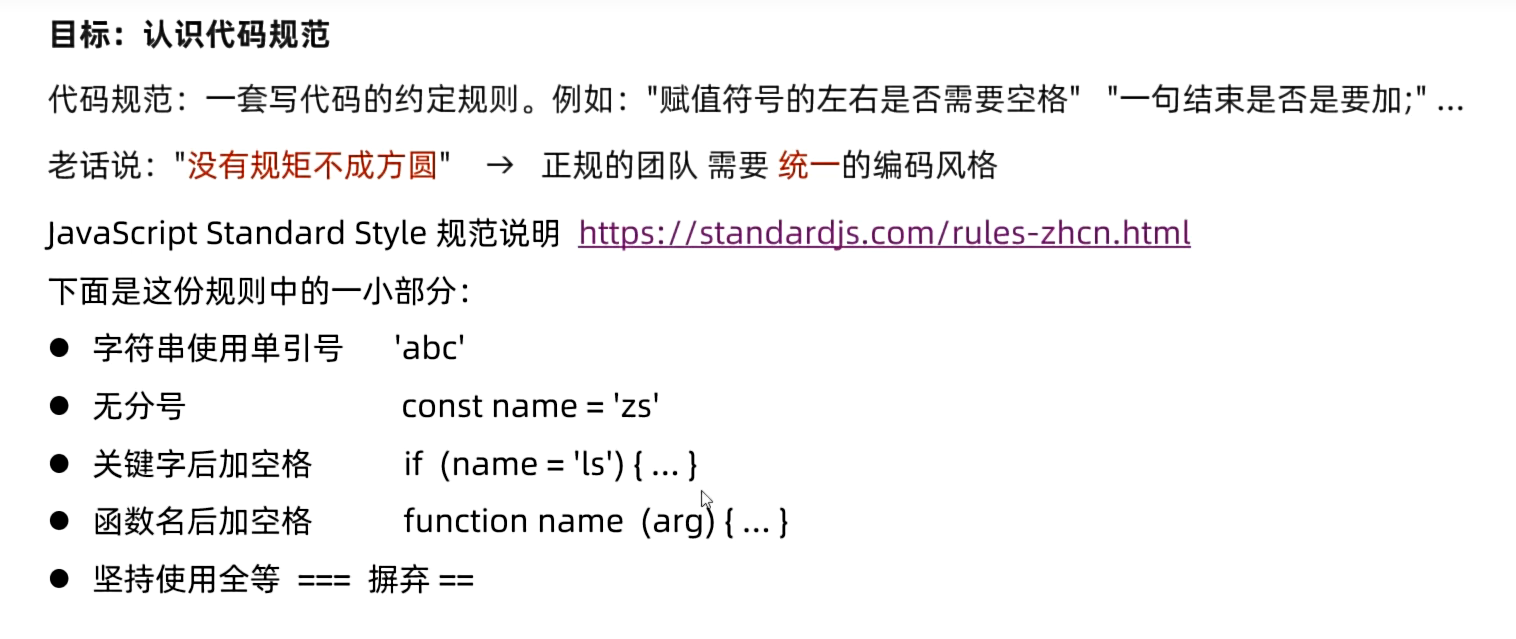 目标：认识代码规范
代码规范：一套写代码的约定规则。例如："赋值符号的左右是否需要空格" "一句结束是否是要加;" ...
老话说："没有规矩不成方圆" → 正规的团队 需要 统一的编码风格
JavaScript Standard Style 规范说明 https://standardjs.com/rules-zhcn.html
下面是这份规则中的一小部分：
● 字符串使用单引号 'abc'
● 无分号 const name = 'zs'
● 关键字后加空格 if (name = 'ls') { ... }
● 函数名后加空格 function name (arg) { ... }
● 坚持使用全等 === 摒弃 ==